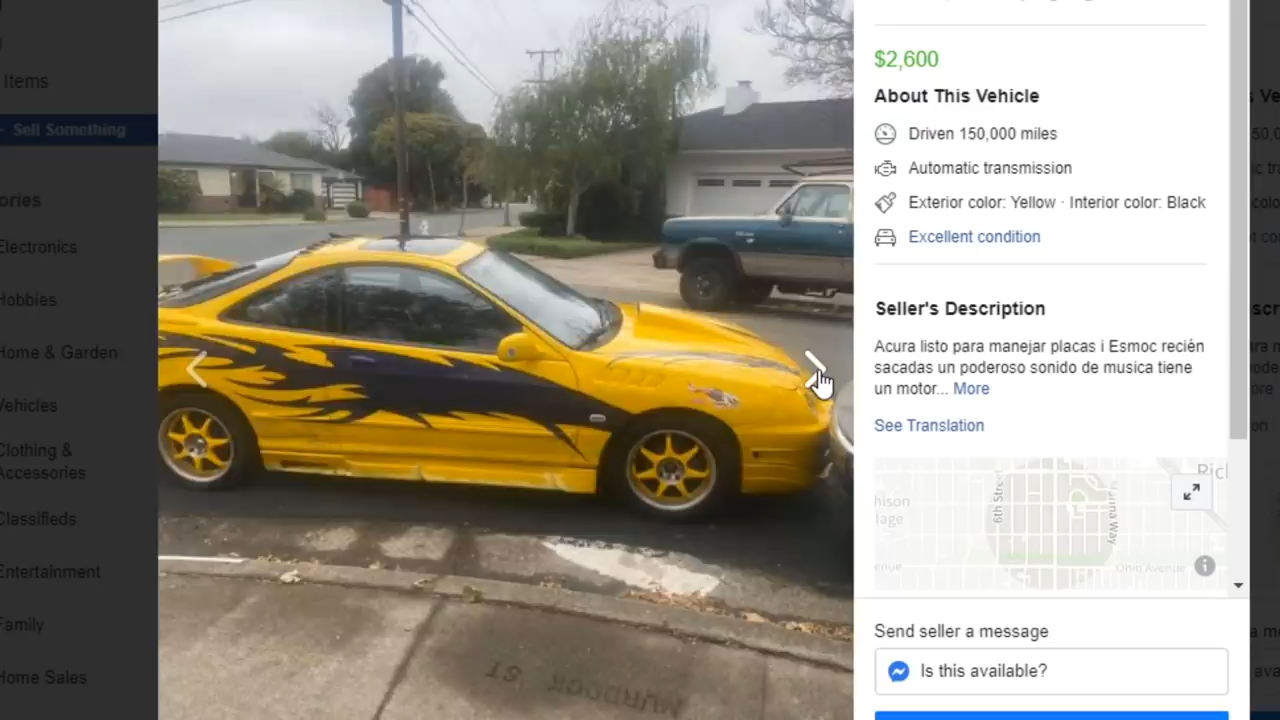 $2,600
About This Vehicle
Driven 150,000 miles
Automatic transmission
Exterior color: Yellow · Interior color: Black
Excellent condition
Seller's Description
Acura listo para manejar placas i Esmoc recién
sacadas un poderoso sonido de musica tiene
un motor... More
See Translation
6th Street
Ohio Avenue
Send seller a message
Is this available?
Items
Sell Something
Electronics
Hobbies
Home & Garden
Vehicles
Clothing &
Accessories
Classifieds
Entertainment
Family
Home Sales
MURDOCK ST